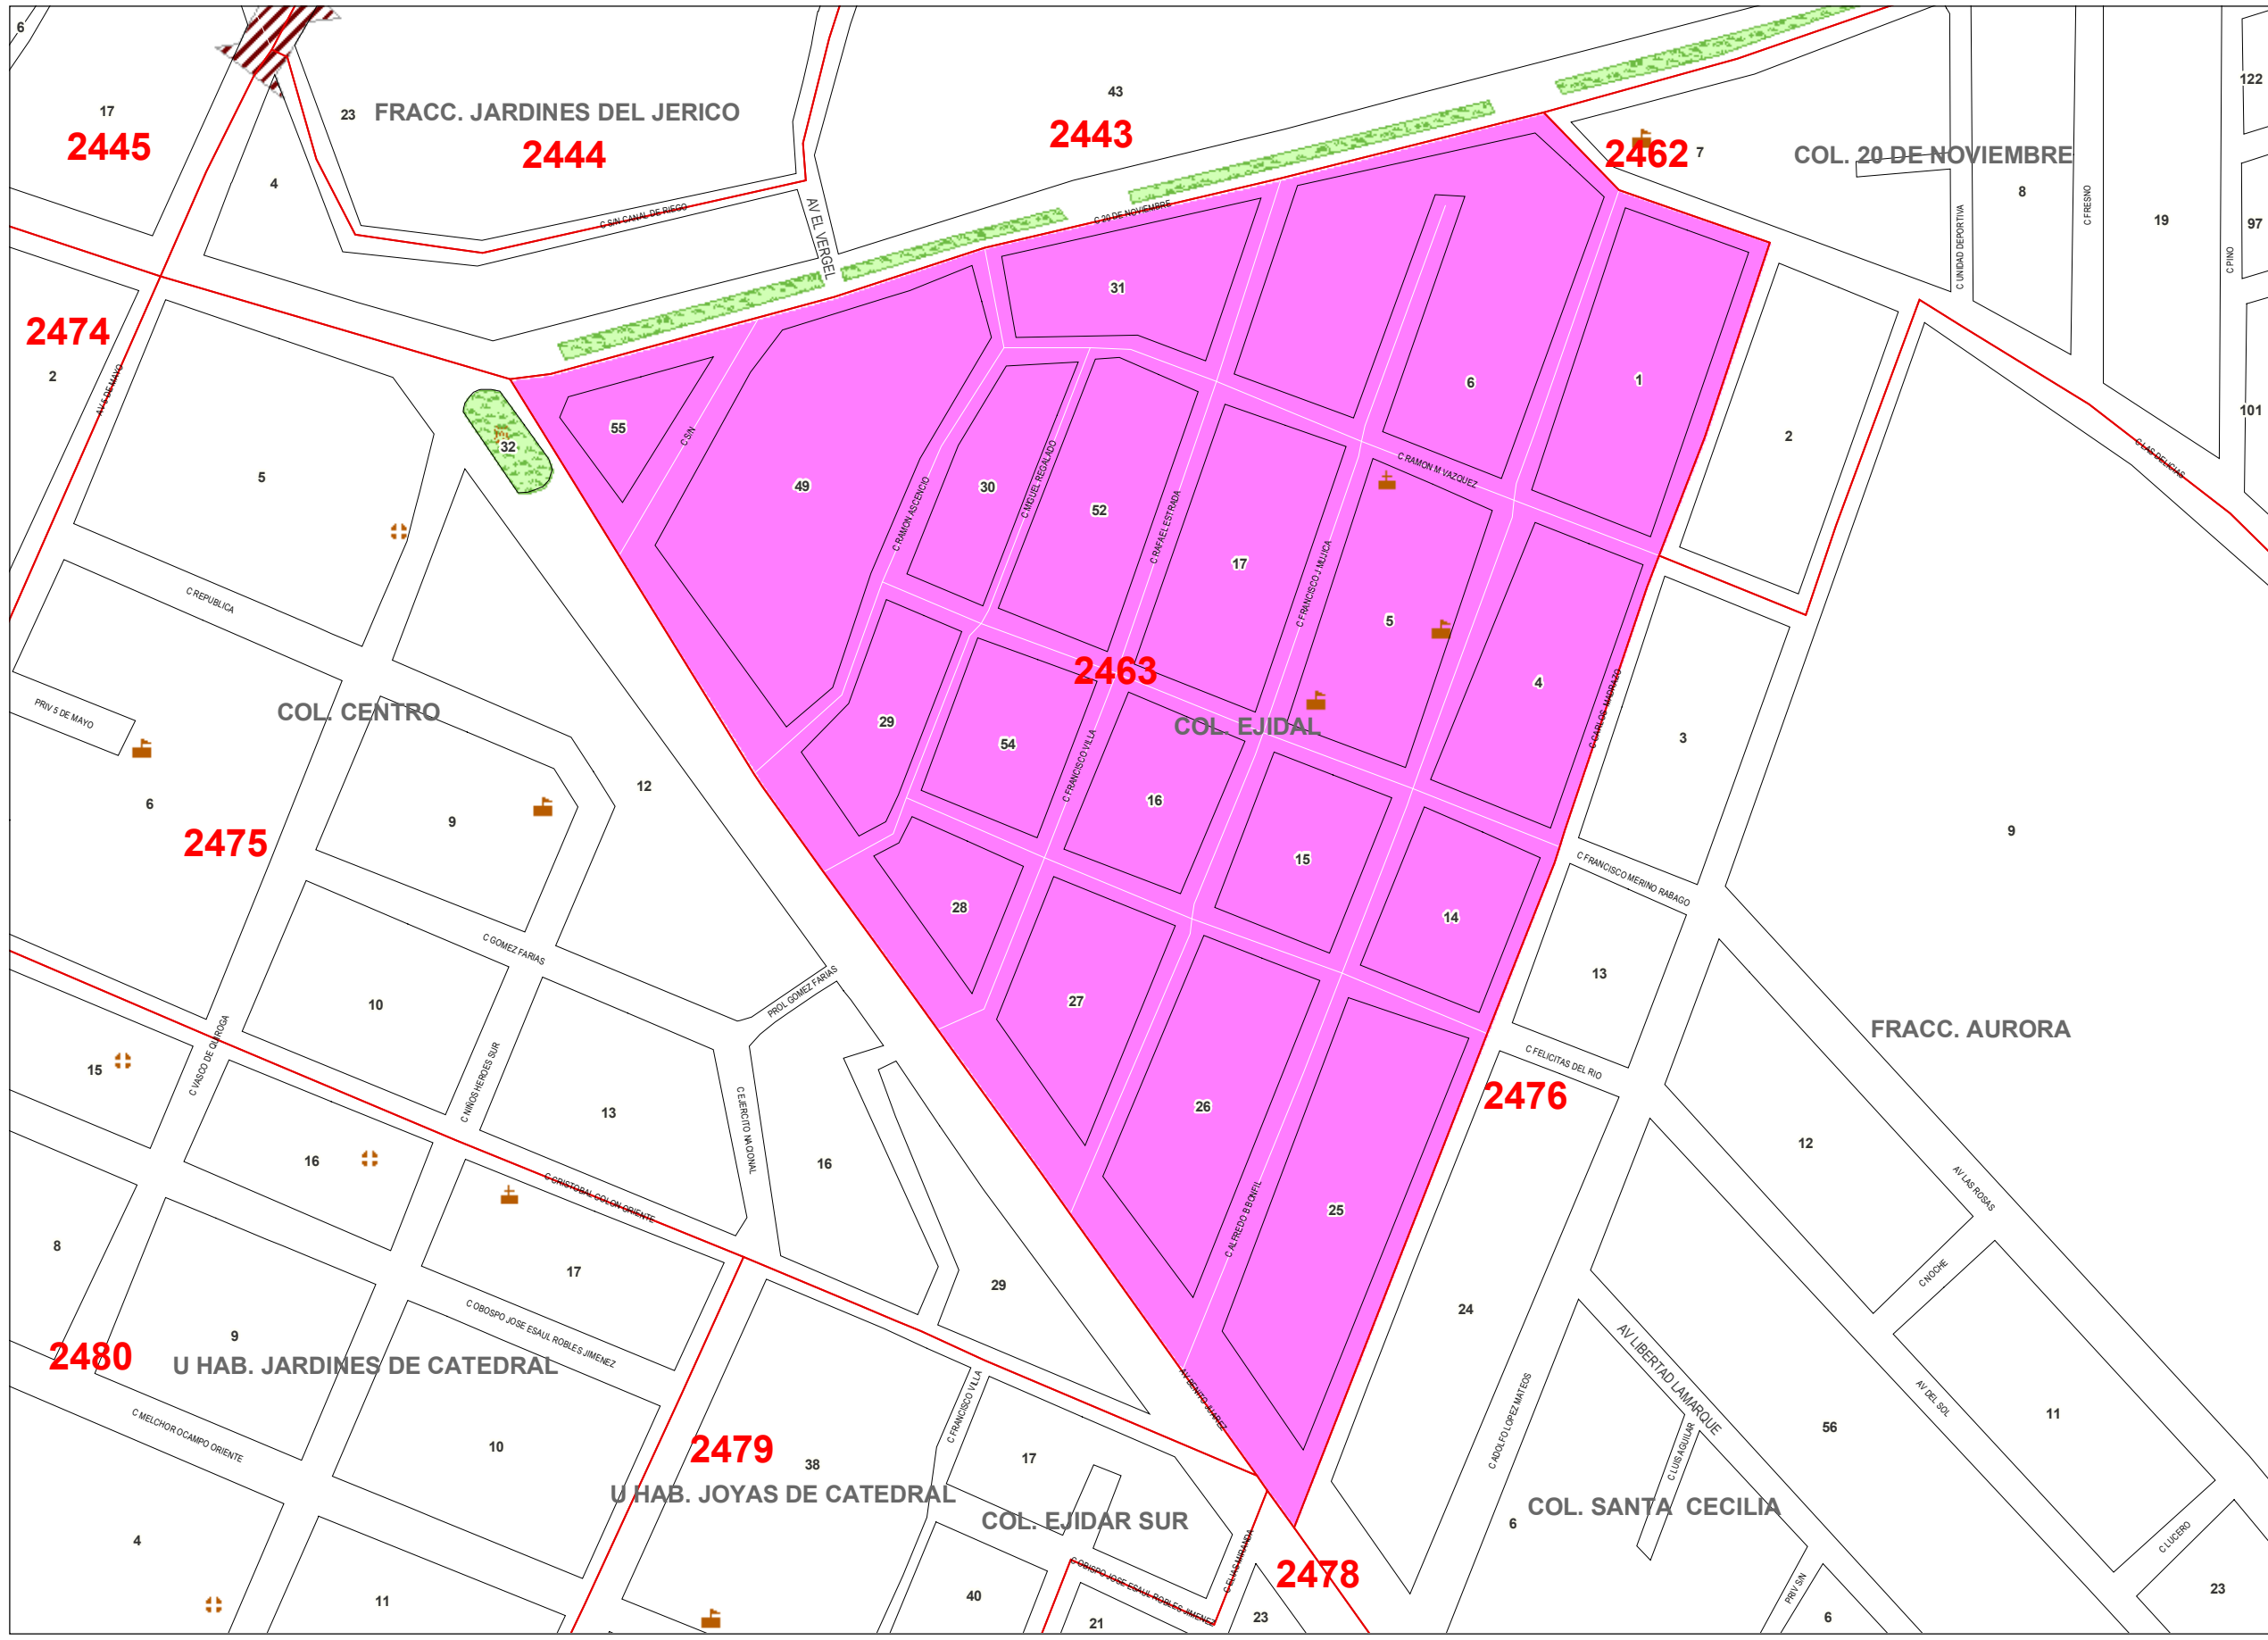 6
122
43
17
23
FRACC. JARDINES DEL JERICO
2445
2444
2443
2462
7
COL. 20 DE NOVIEMBRE
4
8
19
97
C FRESNO
C PINO
C UNIDAD DEPORTIVA
C S/N CANAL DE RIEGO
AV EL VERGEL
C 20 DE NOVIEMBRE
31
2474
2
AV 5 DE MAYO
6
1
101
2
55
C S/N
32
5
49
30
C MIGUEL REGALADO
52
C RAMON ASCENCIO
C RAFAEL ESTRADA
C RAMON M VAZQUEZ
C LAS DELICIAS
17
C FRANCISCO J MUJICA
5
C REPUBLICA
2463
4
COL. CENTRO
PRIV 5 DE MAYO
29
54
C FRANCISCO VILLA
COL. EJIDAL
C CARLOS MADRAZO
3
12
6
9
16
9
2475
15
C FRANCISCO MERINO RABAGO
28
14
C GOMEZ FARIAS
PROL GOMEZ FARIAS
10
27
13
FRACC. AURORA
C VASCO DE QUIROGA
15
C NIÑOS HEROES SUR
C FELICITAS DEL RIO
2476
13
C EJERCITO NACIONAL
26
12
16
16
C CRISTOBAL COLON ORIENTE
AV LAS ROSAS
25
C ALFREDO B BONFIL
8
17
29
C NOCHE
24
9
C OBOSPO JOSE ESAUL ROBLES JIMENEZ
2480
U HAB. JARDINES DE CATEDRAL
AV LIBERTAD LAMARQUE
AV BENITO JUAREZ
C FRANCISCO VILLA
C ADOLFO LOPEZ MATEOS
AV DEL SOL
11
56
C MELCHOR OCAMPO ORIENTE
10
2479
38
17
C LUIS AGUILAR
U HAB. JOYAS DE CATEDRAL
COL. EJIDAR SUR
6
COL. SANTA CECILIA
4
C LUCERO
C ELIAS MIRANDA
2478
C OBISPO JOSE ESAUL ROBLES JIMENEZ
PRIV S/N
11
40
21
23
6
23